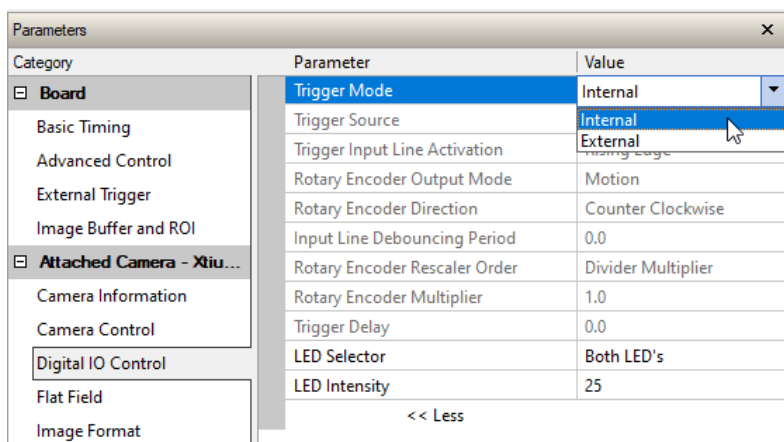 Parameters
Category
Parameter
Value
Board
Trigger Mode
Internal
Basic Timing
Trigger Source
Internal
Advanced Control
Trigger Input Line Activation
External
Rising Edge
External Trigger
Rotary Encoder Output Mode
Motion
Rotary Encoder Direction
Counter Clockwise
Image Buffer and ROI
Input Line Debouncing Period
0.0
Attached Camera - Xtiu...
Rotary Encoder Rescaler Order
Divider Multiplier
Camera Information
Rotary Encoder Multiplier
1.0
Camera Control
Trigger Delay
0.0
Digital IO Control
LED Selector
Both LED's
LED Intensity
25
Flat Field
<< Less
Image Format